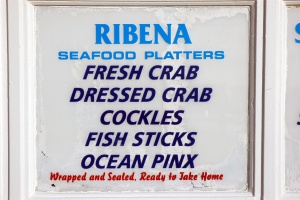 RIBENA
SEAFOOD PLATTERS
FRESH CRAB
DRESSED CRAB
COCKLES
FISH STICKS
OCEAN PINX
Wrapped and Sealed, Ready to Take Home